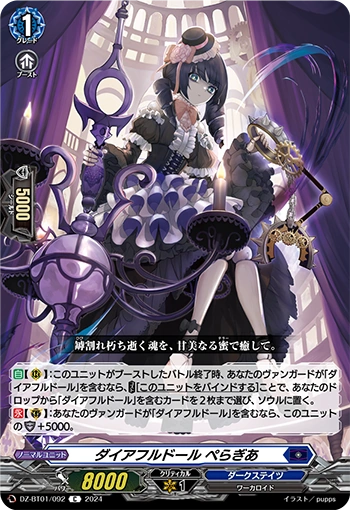 1
グレード
ブースト
シールド
5000
罅割れ朽ち逝く魂を、甘美なる蜜で癒して。
自【R】:このユニットがブーストしたバトル終了時、あなたのヴァンガードが「ダイアフルドール」を含むなら、[このユニットをバインドする]ことで、あなたのドロップから「ダイアフルドール」を含むカードを2枚まで選び、ソウルに置く。
永【G】:あなたのヴァンガードが「ダイアフルドール」を含むなら、このユニットの+5000。
ノーマルユニット
ダイアフルドール ぺらぎあ
パワー 8000
クリティカル
1
ダークステイツ
ワーカロイド
D-DZ-BT01/092 C 2024
イラスト/pupps